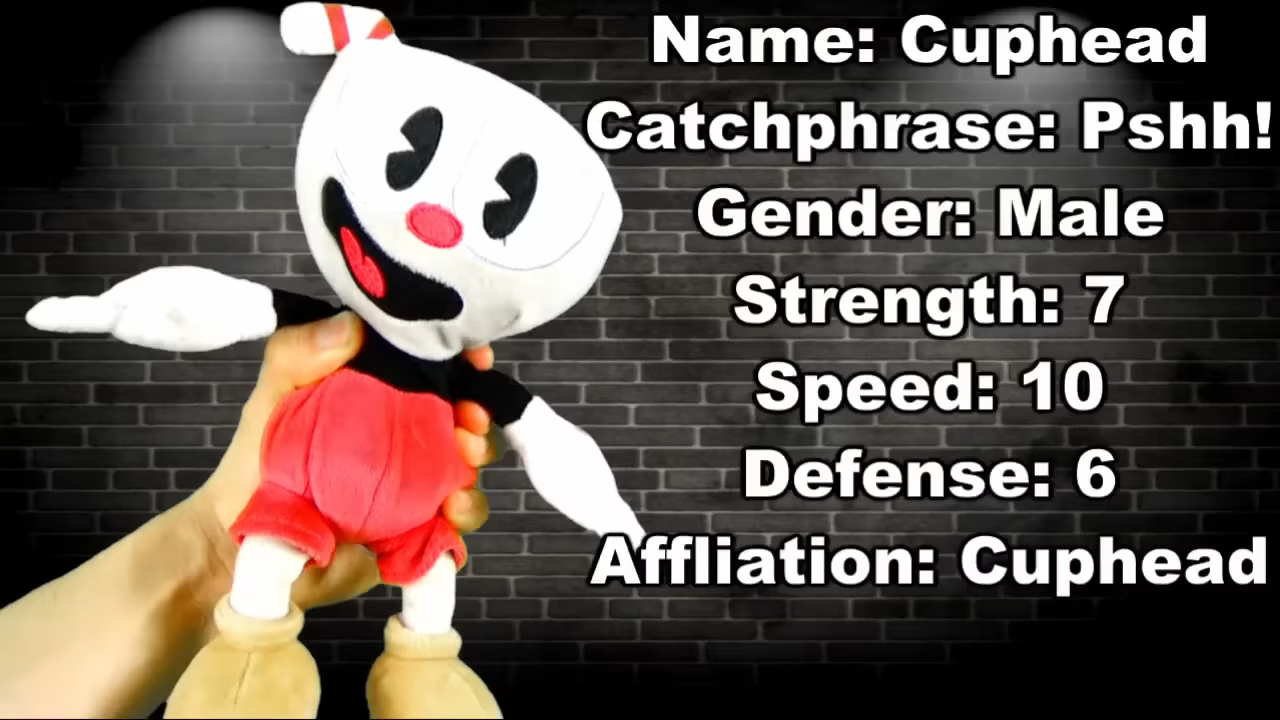 Name: Cuphead
Catchphrase: Pshh!
Gender: Male
Strength: 7
Speed: 10
Defense: 6
Affliation: Cuphead